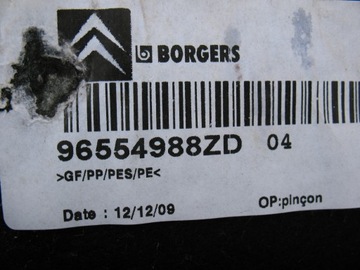 BORGERS
96554988ZD 04
>GF/PP/PES/PE<
Date : 12/12/09 OP:pinçon